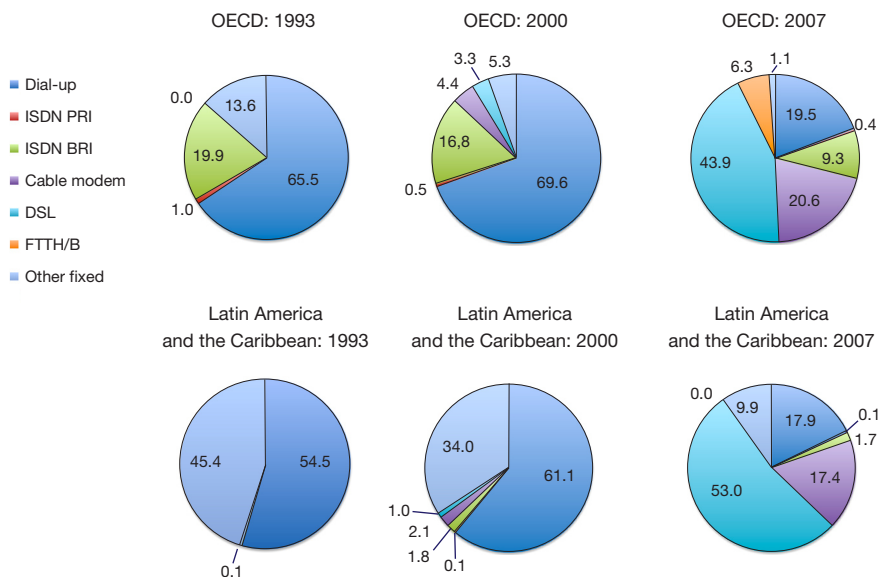 OECD: 1993
OECD: 2000
OECD: 2007
Dial-up
ISDN PRI
ISDN BRI
Cable modem
DSL
FTTH/B
Other fixed
0.0
13.6
19.9
1.0
65.5
3.3
5.3
4.4
16,8
0.5
69.6
6.3
1.1
19.5
0.4
9.3
43.9
20.6
Latin America
and the Caribbean: 1993
Latin America
and the Caribbean: 2000
Latin America
and the Caribbean: 2007
45.4
54.5
0.1
34.0
61.1
1.0
2.1
1.8
0.1
0.0
9.9
17.9
0.1
1.7
17.4
53.0